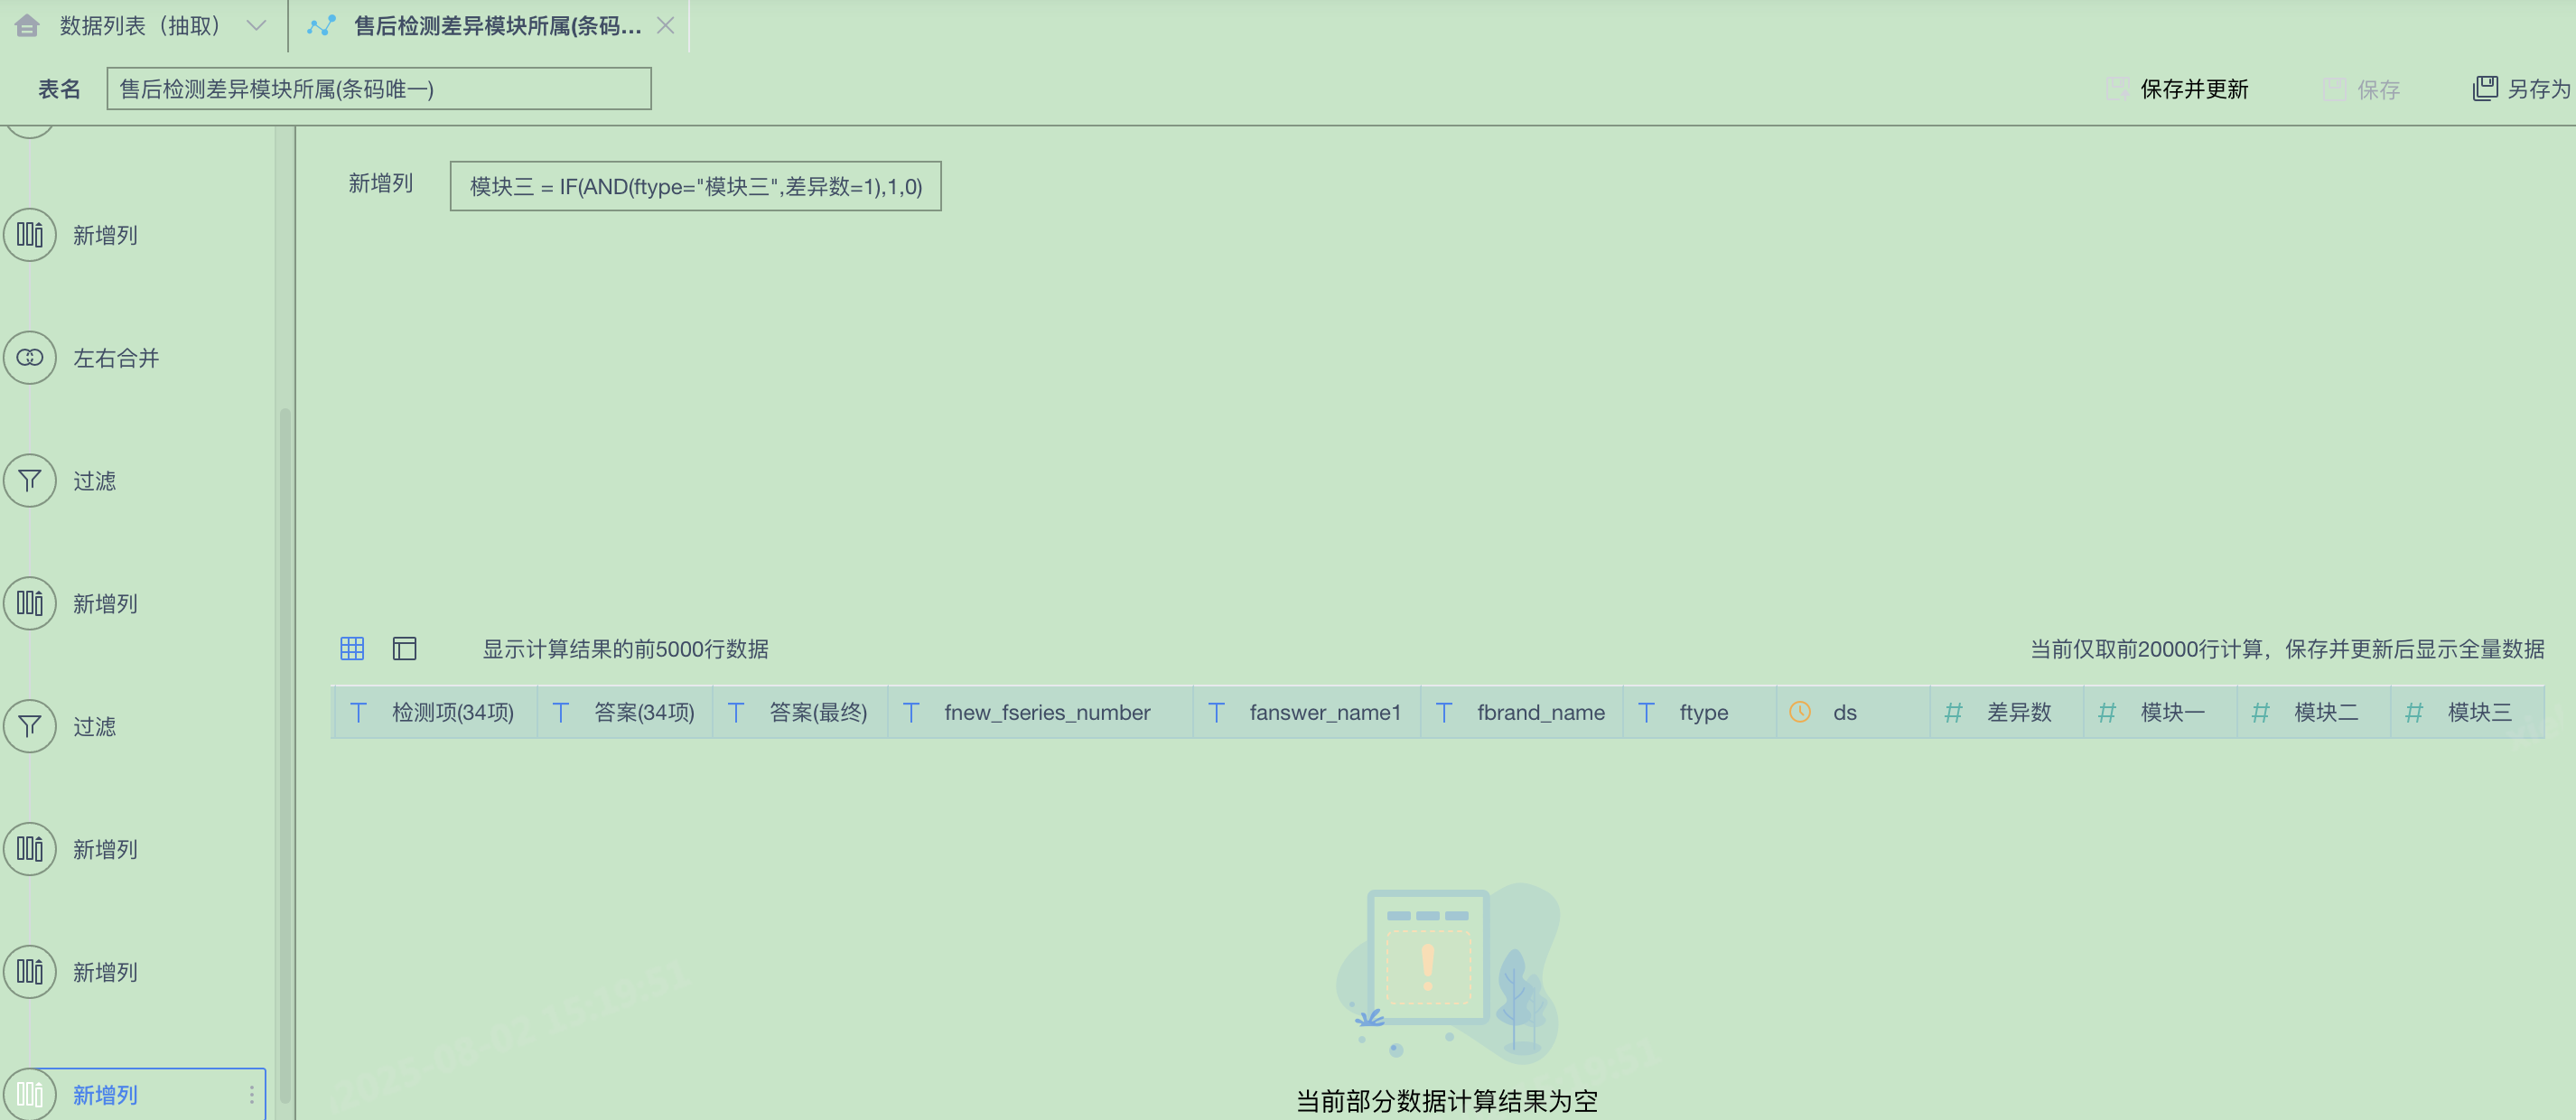 数据列表（抽取）
售后检测差异模块所属(条码...
表名
售后检测差异模块所属(条码唯一)
保存并更新
保存
另存为
新增列
左右合并
过滤
新增列
过滤
新增列
新增列
新增列
新增列
模块三 = IF(AND(ftype="模块三",差异数=1),1,0)
显示计算结果的前5000行数据
当前仅取前20000行计算，保存并更新后显示全量数据
检测项(34项)
答案(34项)
答案(最终)
fnew_fseries_number
fanswer_name1
fbrand_name
ftype
ds
差异数
模块一
模块二
模块三
当前部分数据计算结果为空
2025-08-02 15:19:51
19:51